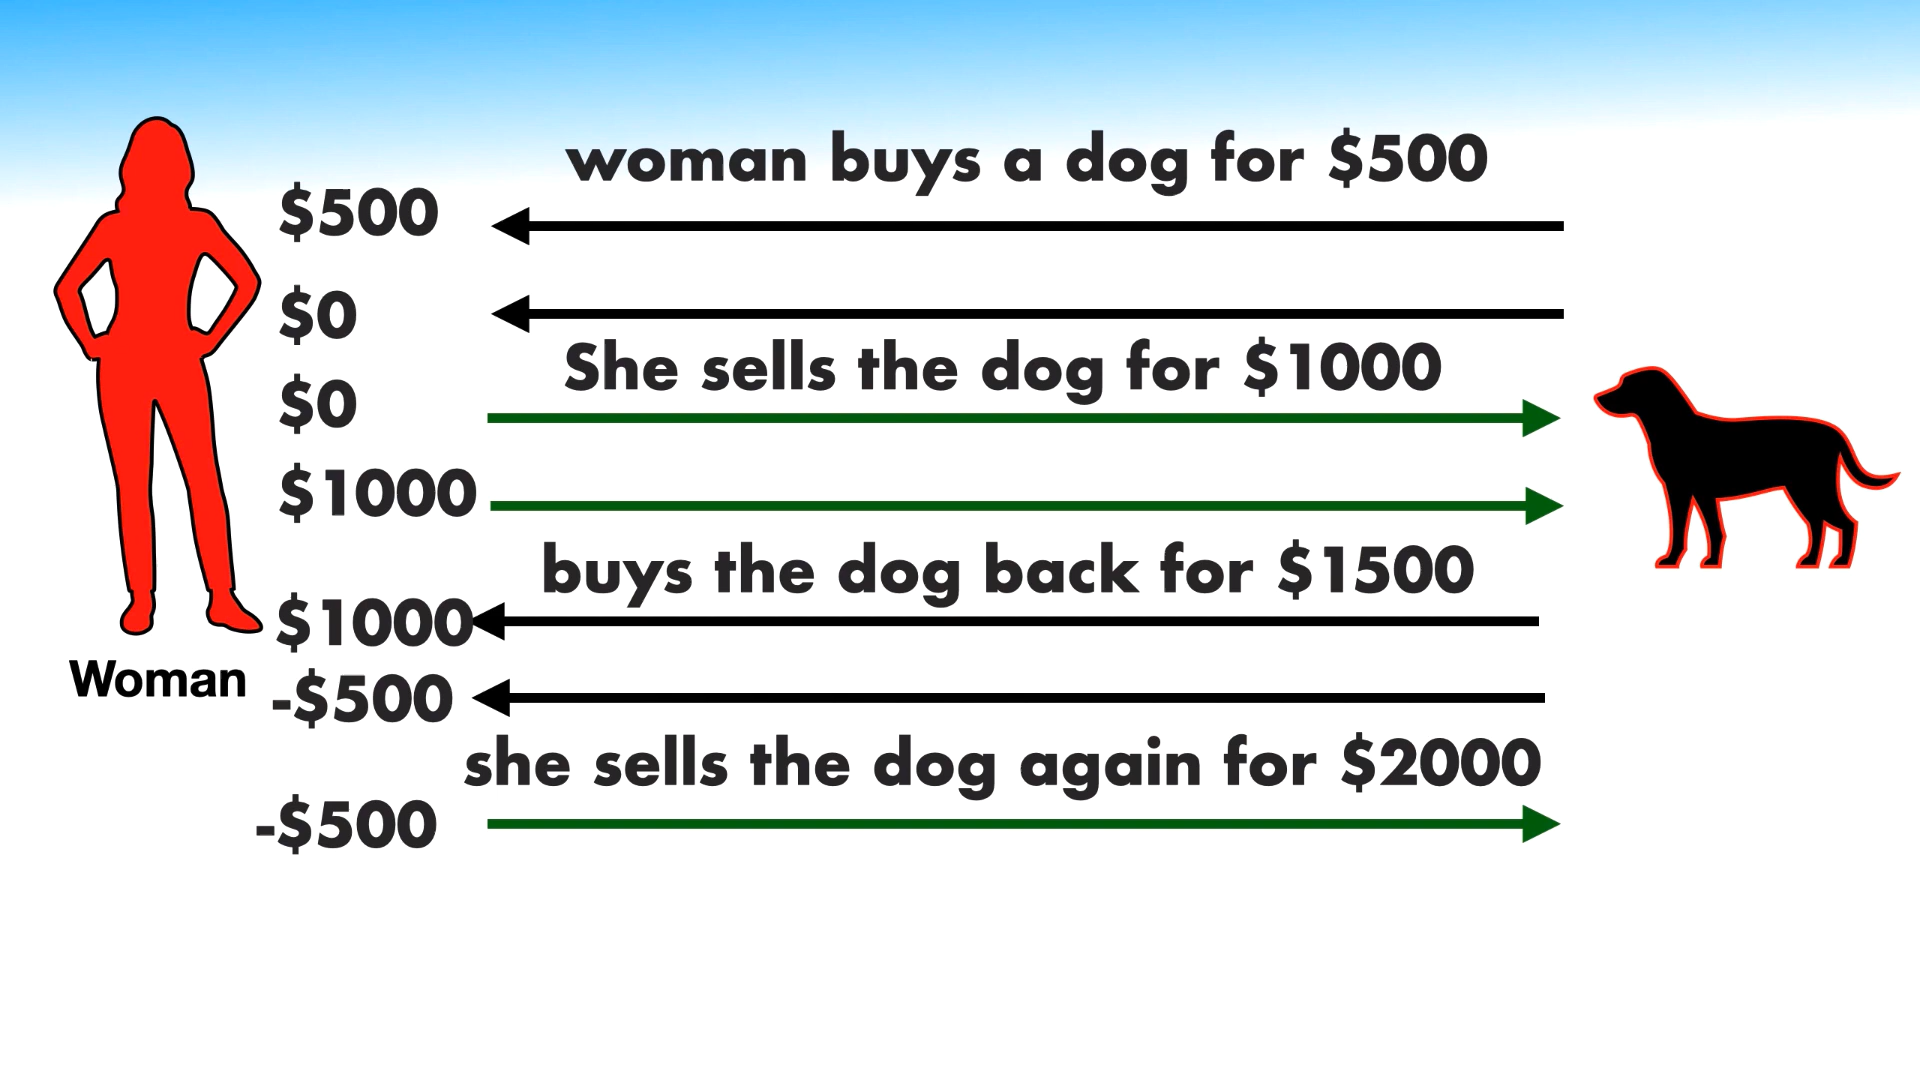 woman buys a dog for $500
$500
$0
She sells the dog for $1000
$0
$1000
buys the dog back for $1500
$1000
Woman
-$500
she sells the dog again for $2000
-$500